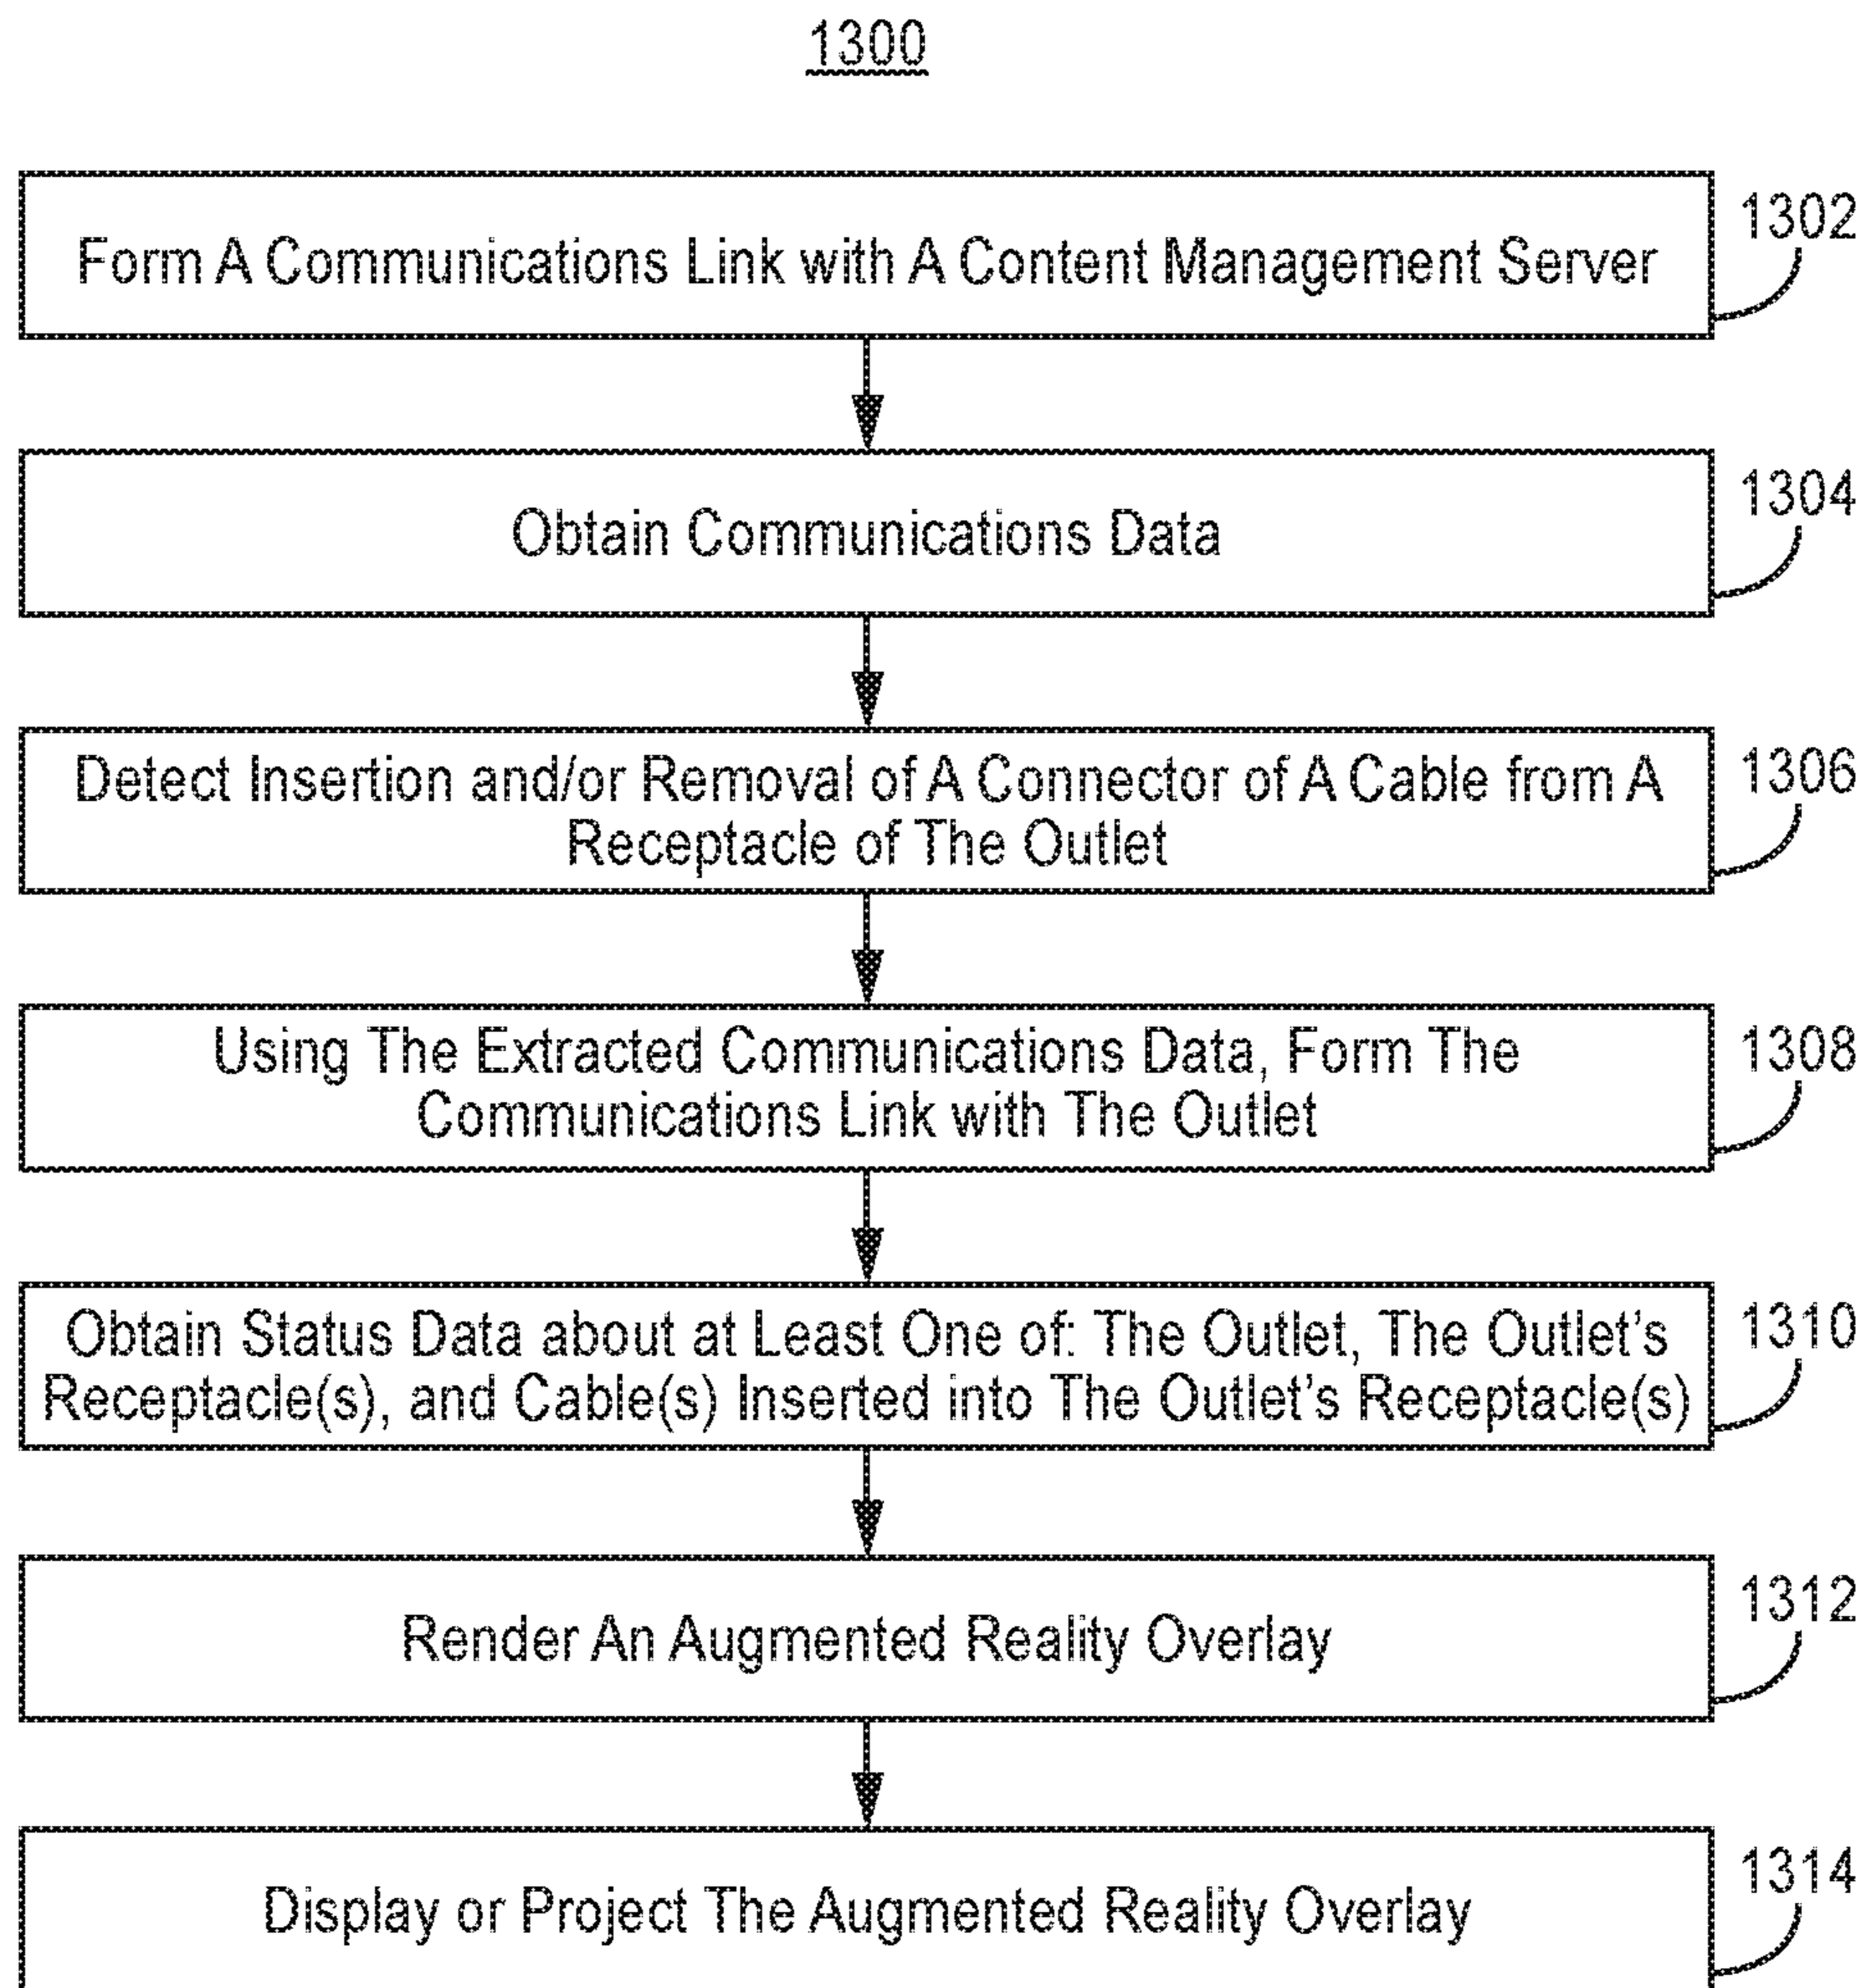 1300
Form A Communications Link with A Content Management Server
1302
Obtain Communications Data
1304
Detect Insertion and/or Removal of A Connector of A Cable from A
Receptacle of The Outlet
1306
Using The Extracted Communications Data, Form The
Communications Link with The Outlet
1308
Obtain Status Data about at Least One of: The Outlet, The Outlet's
Receptacle(s), and Cable(s) Inserted into The Outlet's Receptacle(s)
1310
Render An Augmented Reality Overlay
1312
Display or Project The Augmented Reality Overlay
1314